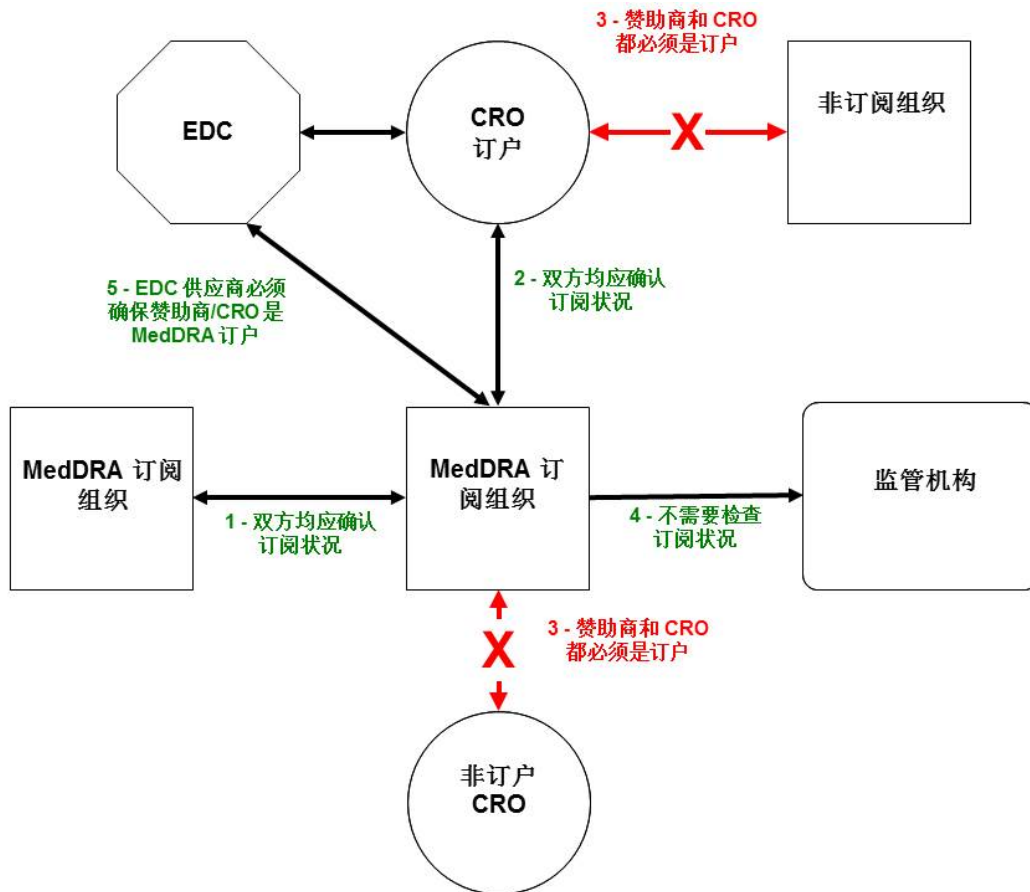 3 - 赞助商和 CRO
都必须是订户
EDC
CRO
订户
非订阅组织
5 - EDC 供应商必须
确保赞助商/CRO 是
MedDRA 订户
2 - 双方均应确认
订阅状况
MedDRA 订阅
组织
MedDRA 订
阅组织
监管机构
1 - 双方均应确认
订阅状况
4 - 不需要检查
订阅状况
X
X
3 - 赞助商和 CRO
都必须是订户
非订户
CRO